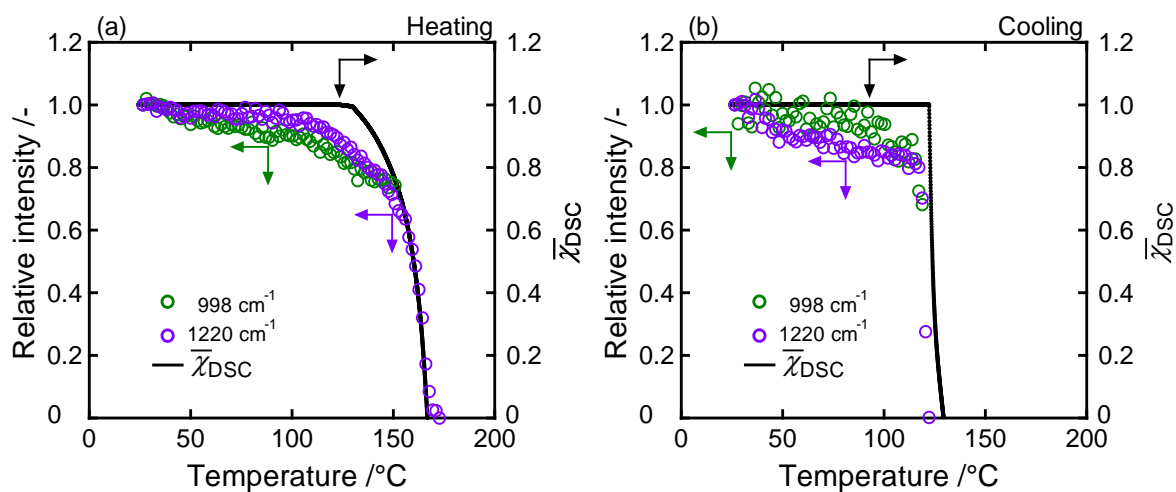 (a) Heating
1.2 1.2
1.0 1.0
0.8 0.8
0.6 0.6
0.4 0.4
0.2 0.2
0 0
Relative intensity /-
χ̅DSC
998 cm-1
1220 cm-1
χ̅DSC
0 50 100 150 200
Temperature /°C
(b) Cooling
1.2 1.2
1.0 1.0
0.8 0.8
0.6 0.6
0.4 0.4
0.2 0.2
0 0
Relative intensity /-
χ̅DSC
998 cm-1
1220 cm-1
χ̅DSC
0 50 100 150 200
Temperature /°C